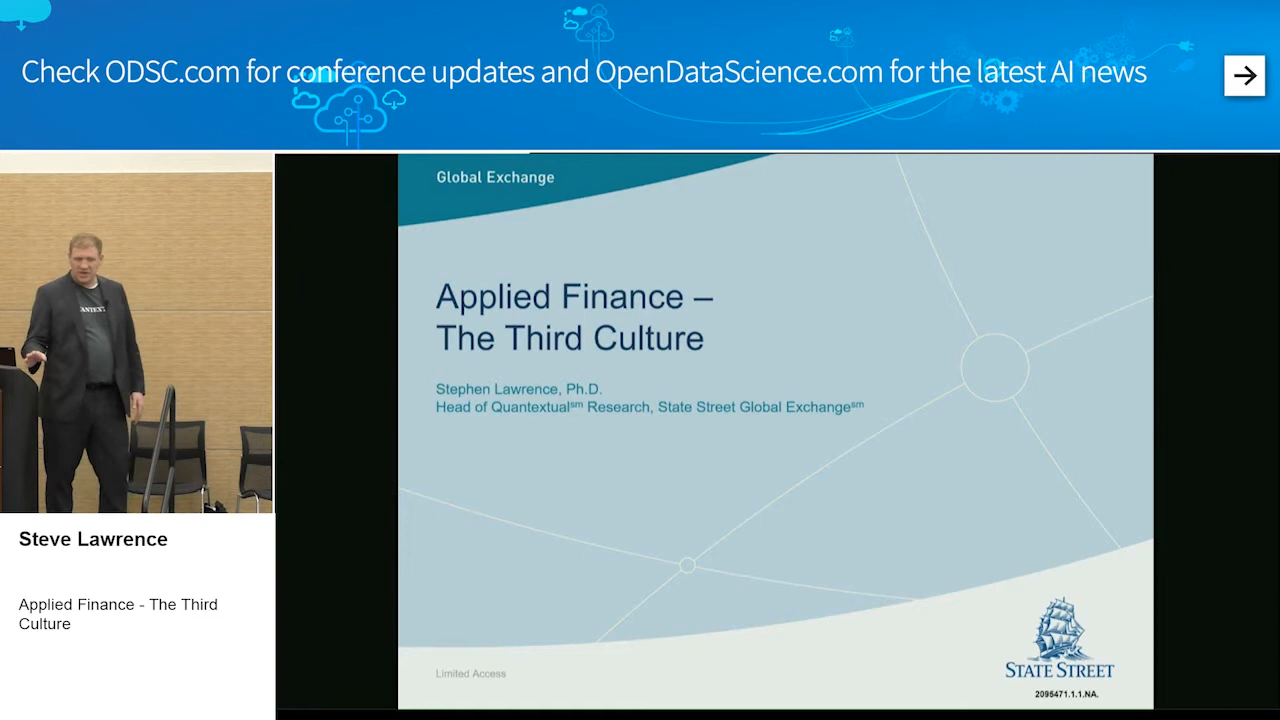 Check ODSC.com for conference updates and OpenDataScience.com for the latest AI news
Global Exchange
Applied Finance –
The Third Culture
Stephen Lawrence, Ph.D.
Head of Quantextual℠ Research, State Street Global Exchange℠
Steve Lawrence
Applied Finance - The Third
Culture
Limited Access
STATE STREET
2095471.1.1.NA.